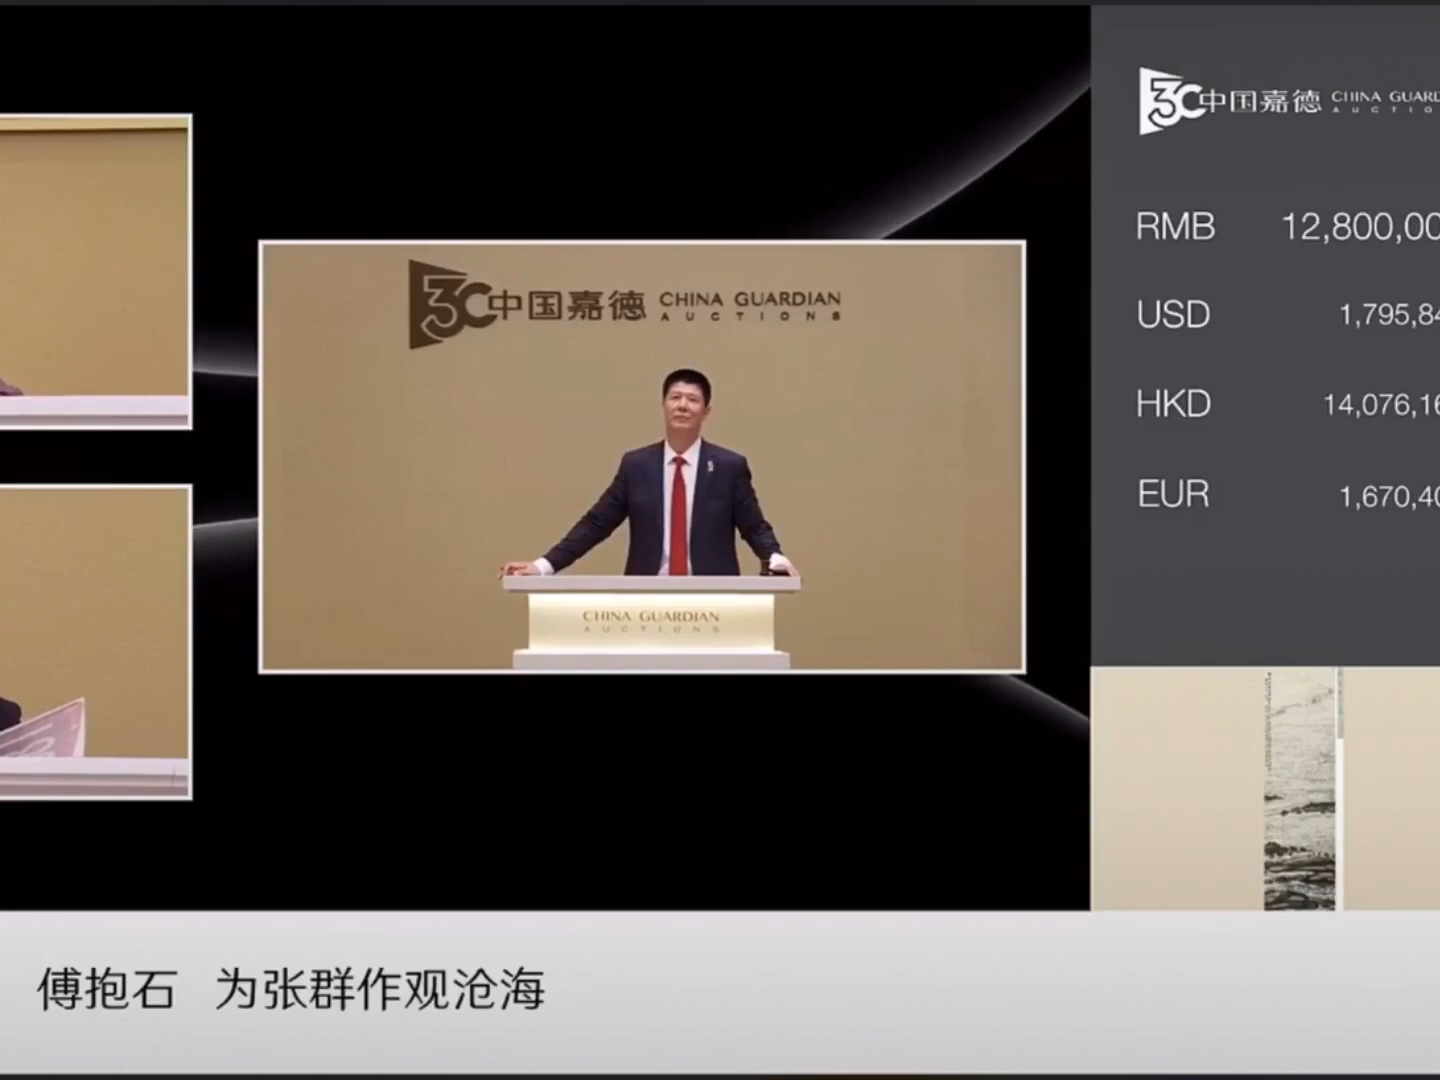 中国嘉德 CHINA GUARD
RMB 12,800,00
USD 1,795,84
HKD 14,076,16
EUR 1,670,40
30中国嘉德 CHINA GUARDIAN
AUCTIONS
CHINA GUARDIAN
AUCTIONS
傅抱石 为张群作观沧海